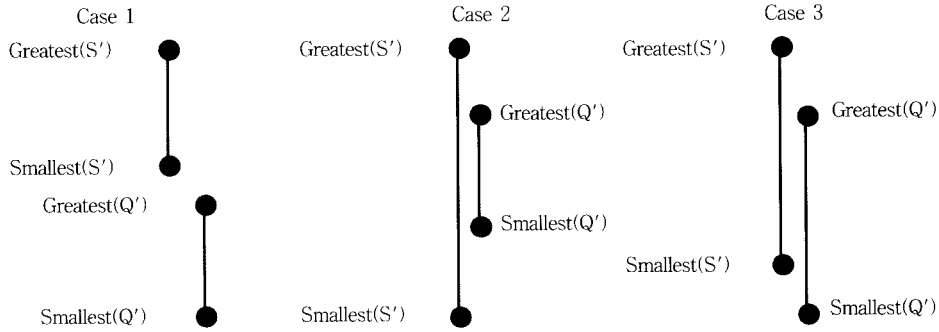 Case 1
Case 2
Case 3
Greatest(S′)
Greatest(S′)
Greatest(S′)
Greatest(Q′)
Greatest(Q′)
Smallest(S′)
Greatest(Q′)
Smallest(Q′)
Smallest(S′)
Smallest(Q′)
Smallest(S′)
Smallest(Q′)